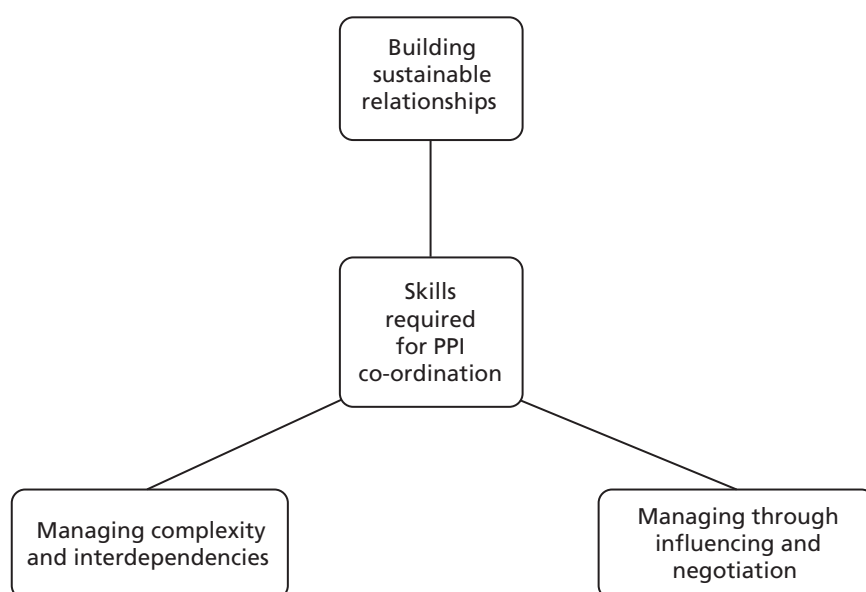 Building
sustainable
relationships
Skills
required
for PPI
co-ordination
Managing complexity
and interdependencies
Managing through
influencing and
negotiation